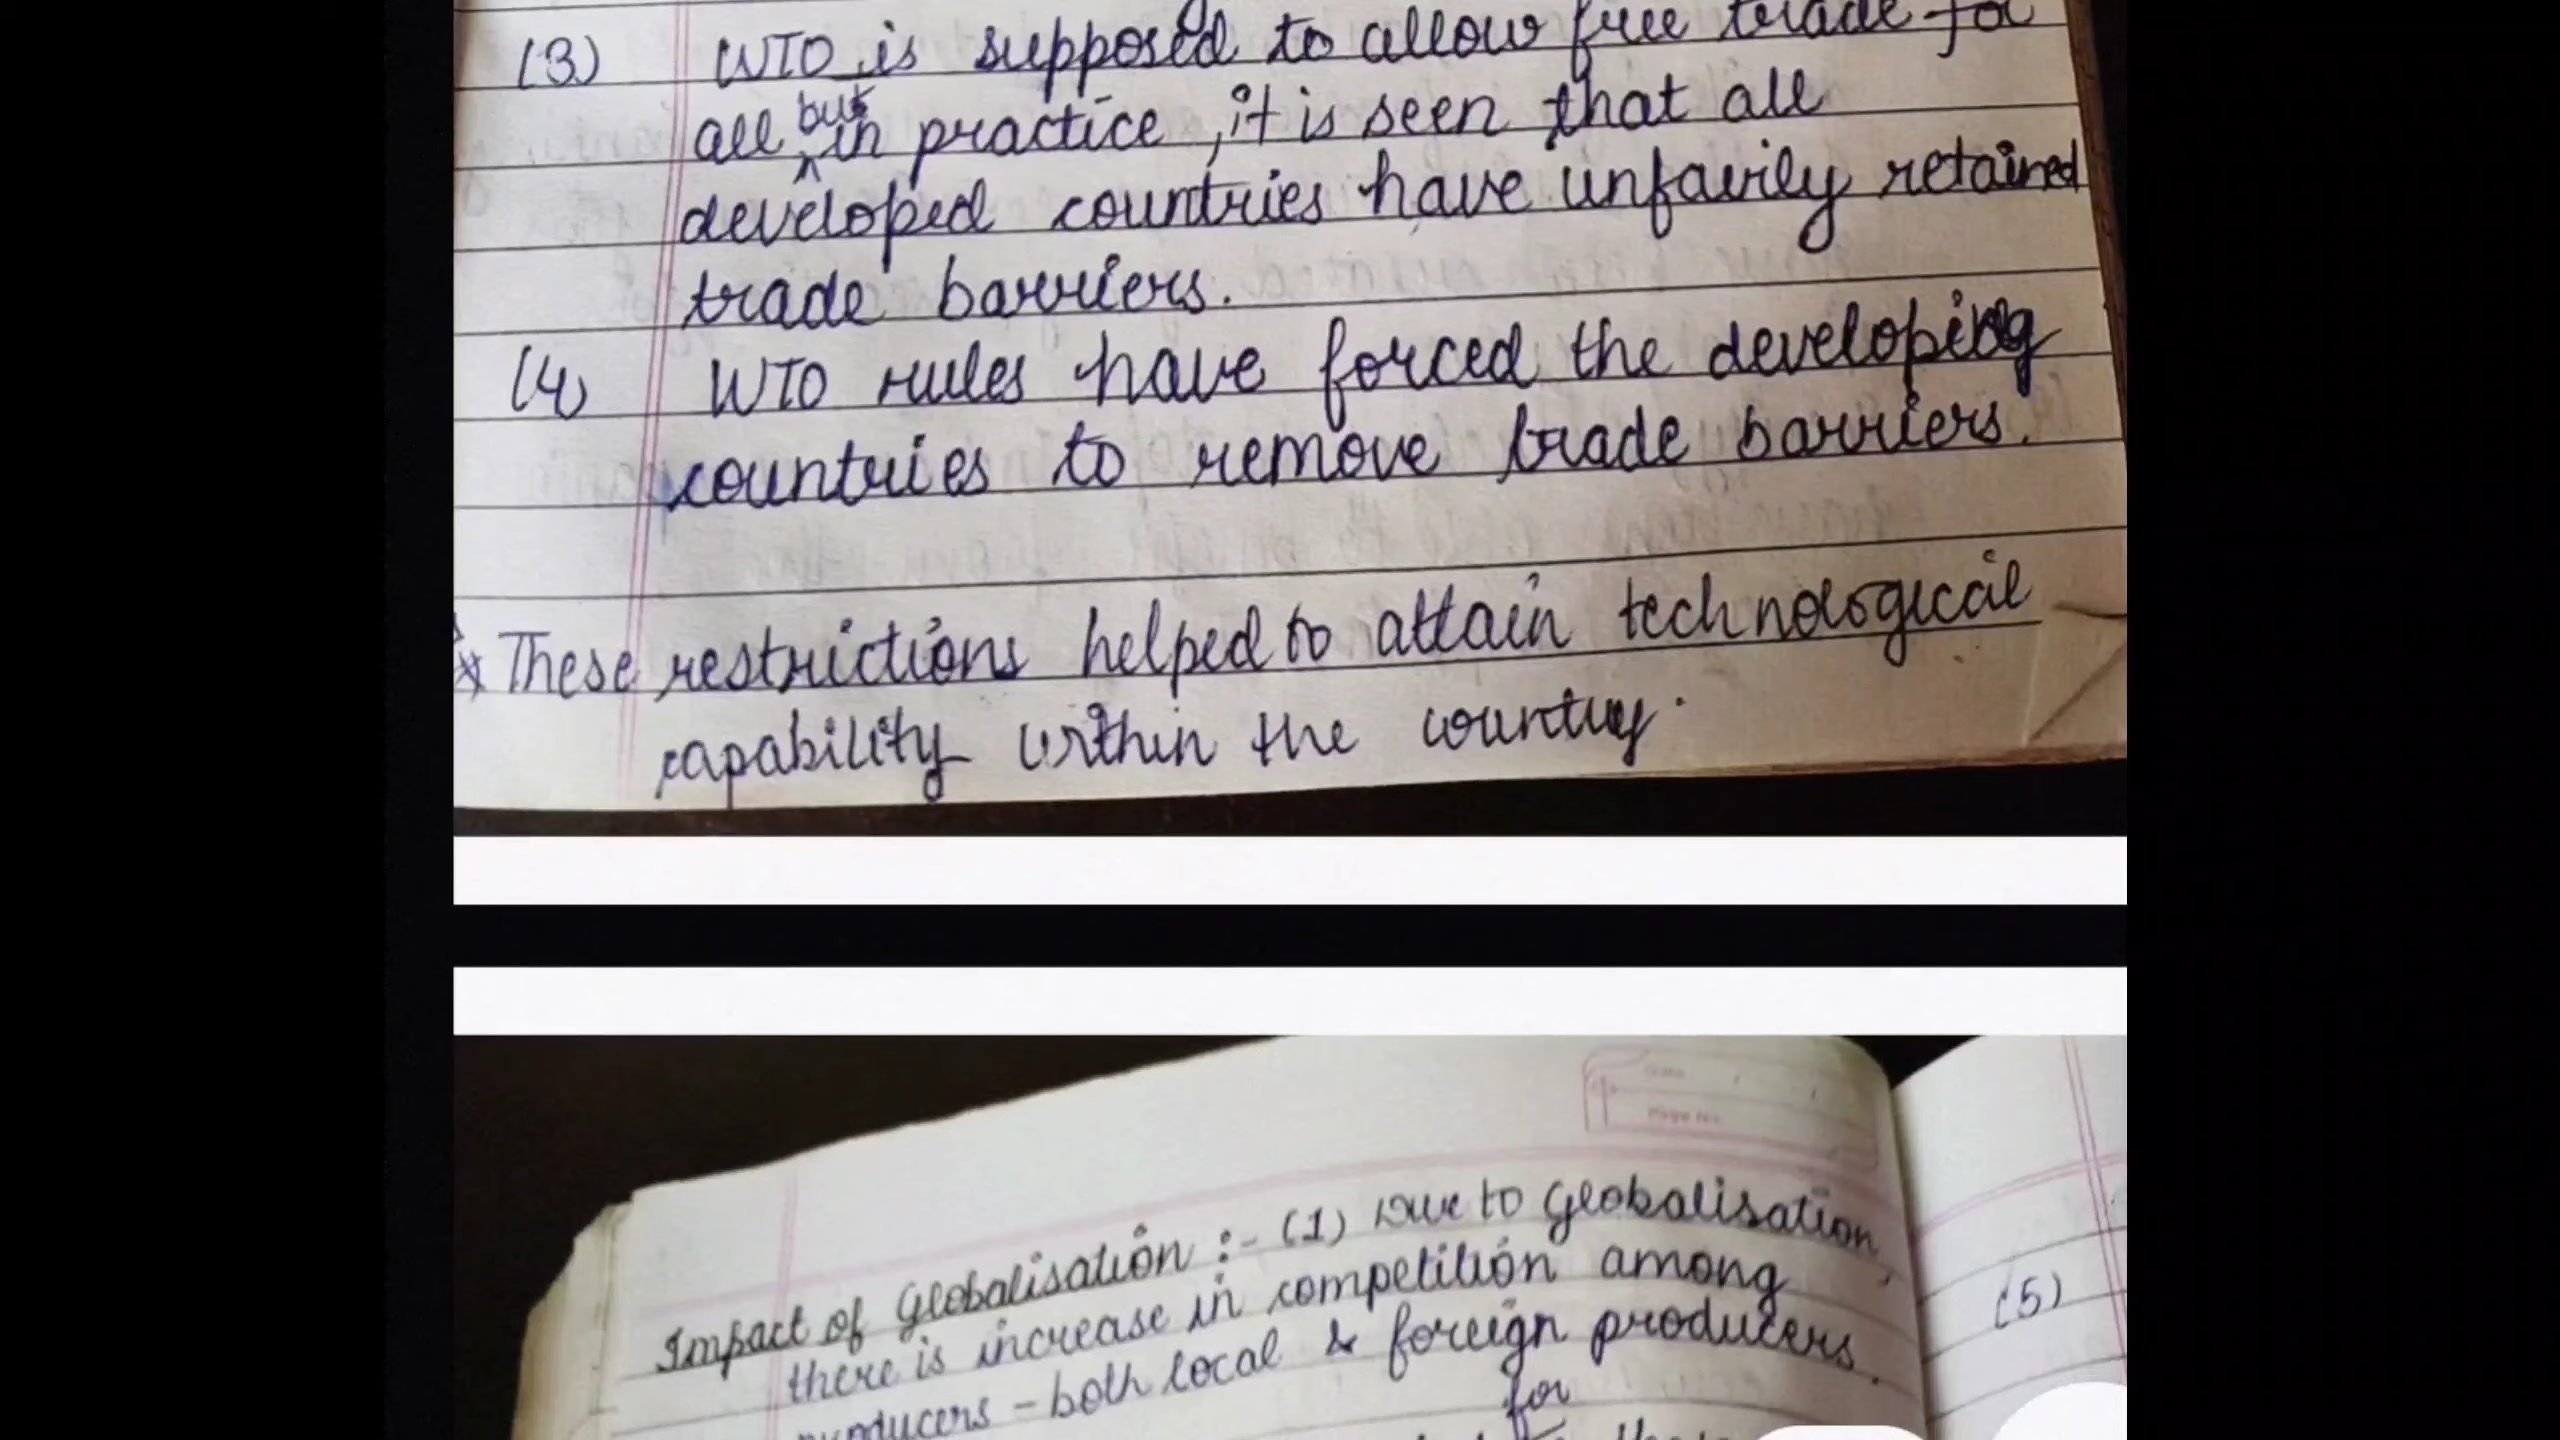 (3) WTO is supposed to allow free trade for
all but in practice, it is seen that all
developed countries have unfairly retained
trade barriers.
(4) WTO rules have forced the developing
countries to remove trade barriers.
* These restrictions helped to attain technological
capability within the country.
Page No.
Impact of Globalisation :- (1) Due to Globalisation,
there is increase in competition among
producers - both local & foreign producers.
for
(5)